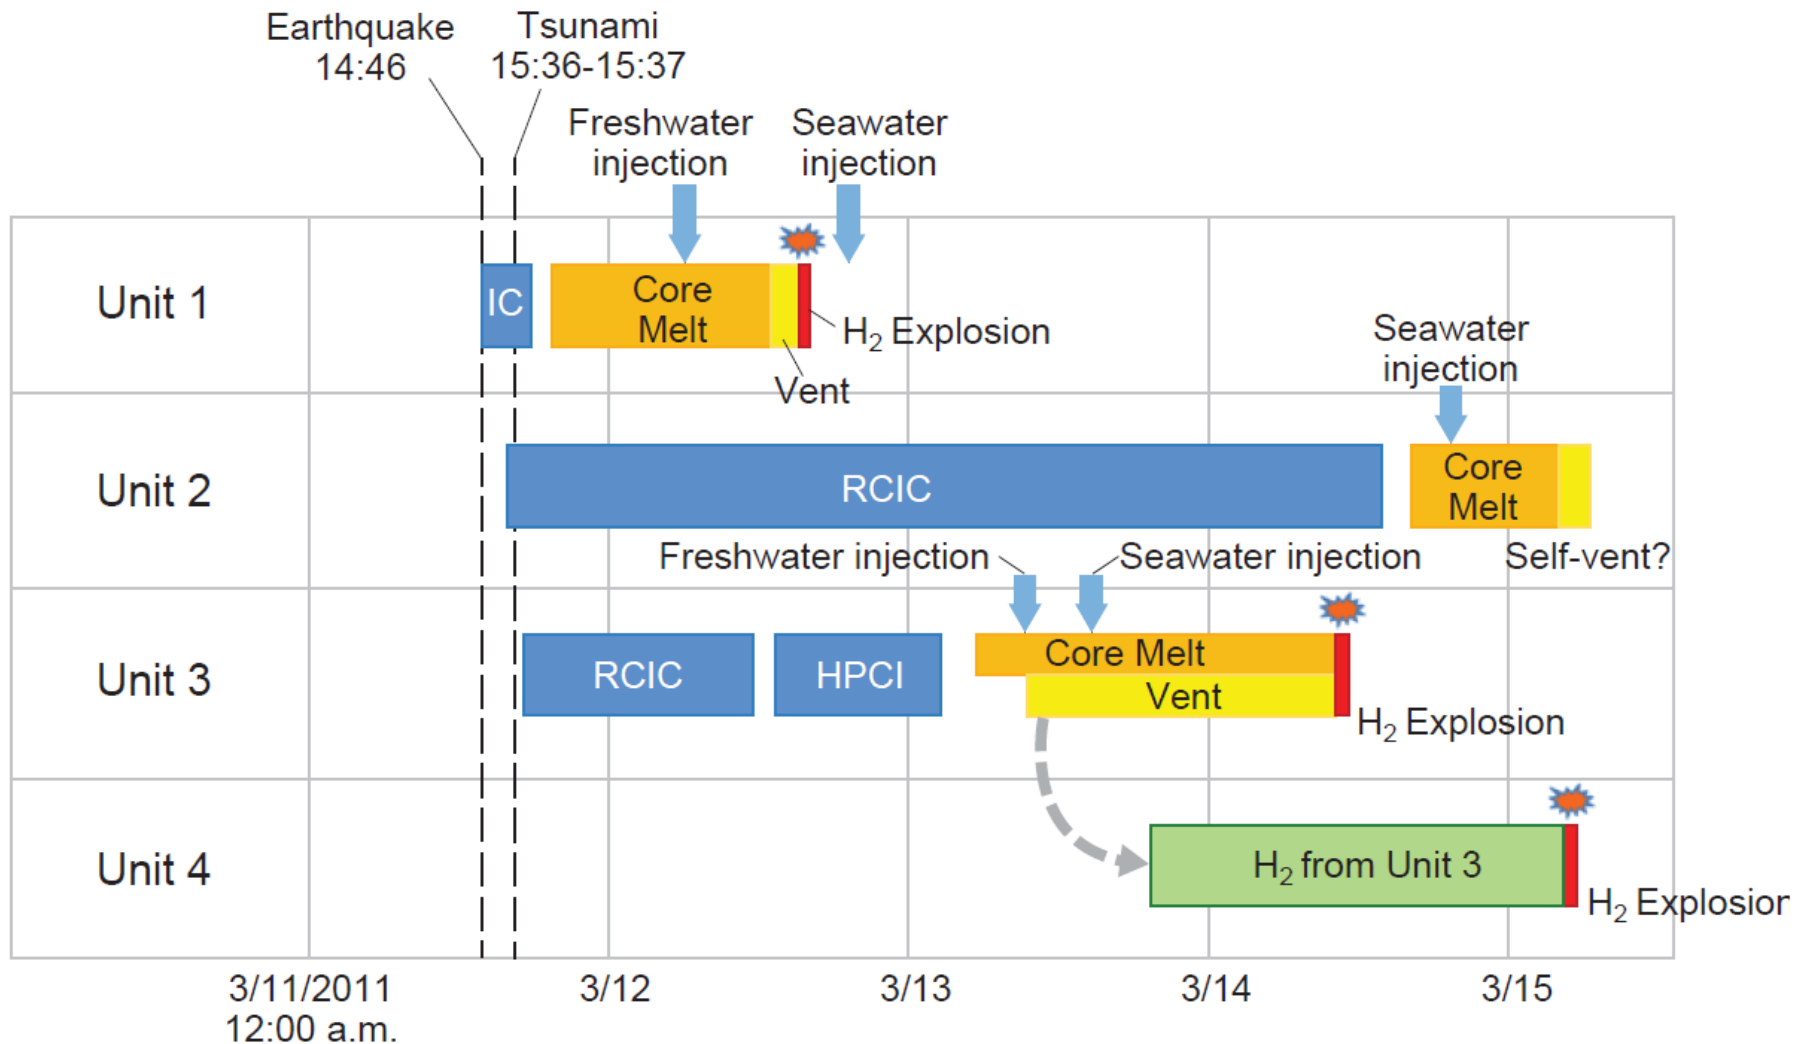 Earthquake
14:46
Tsunami
15:36-15:37
Freshwater
injection
Seawater
injection
Unit 1
IC
Core
Melt
H₂ Explosion
Vent
Seawater
injection
Unit 2
RCIC
Core
Melt
Self-vent?
Freshwater injection
Seawater injection
Unit 3
RCIC
HPCI
Core Melt
Vent
H₂ Explosion
Unit 4
H₂ from Unit 3
H₂ Explosion
3/11/2011
12:00 a.m.
3/12
3/13
3/14
3/15